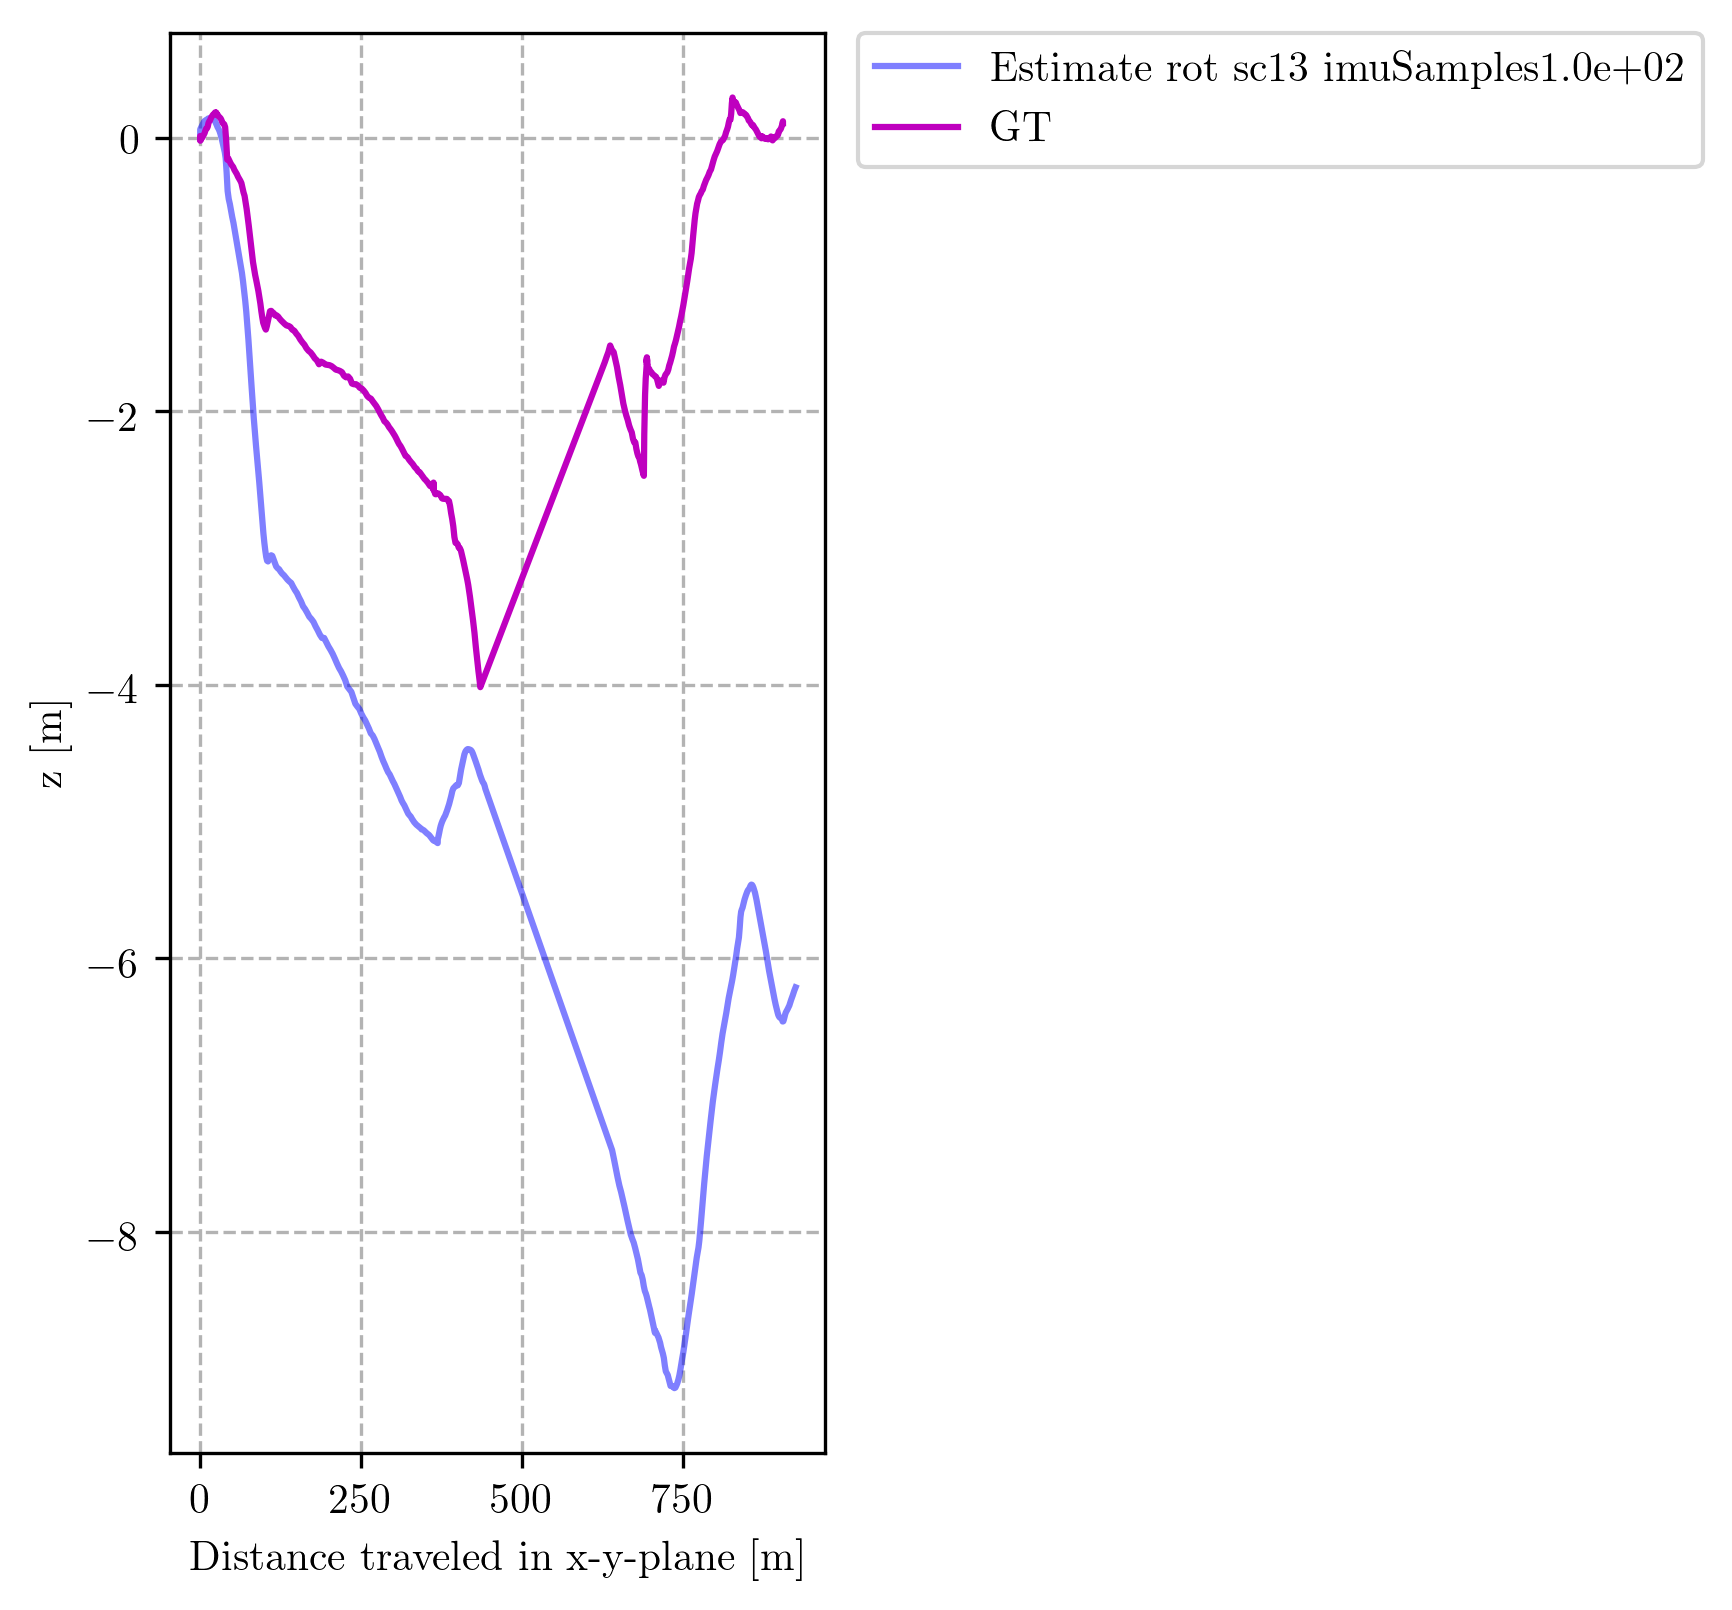 Estimate rot sc13 imuSamples1.0e+02
GT
0
−2
−4
−6
−8
z [m]
0 250 500 750
Distance traveled in x-y-plane [m]